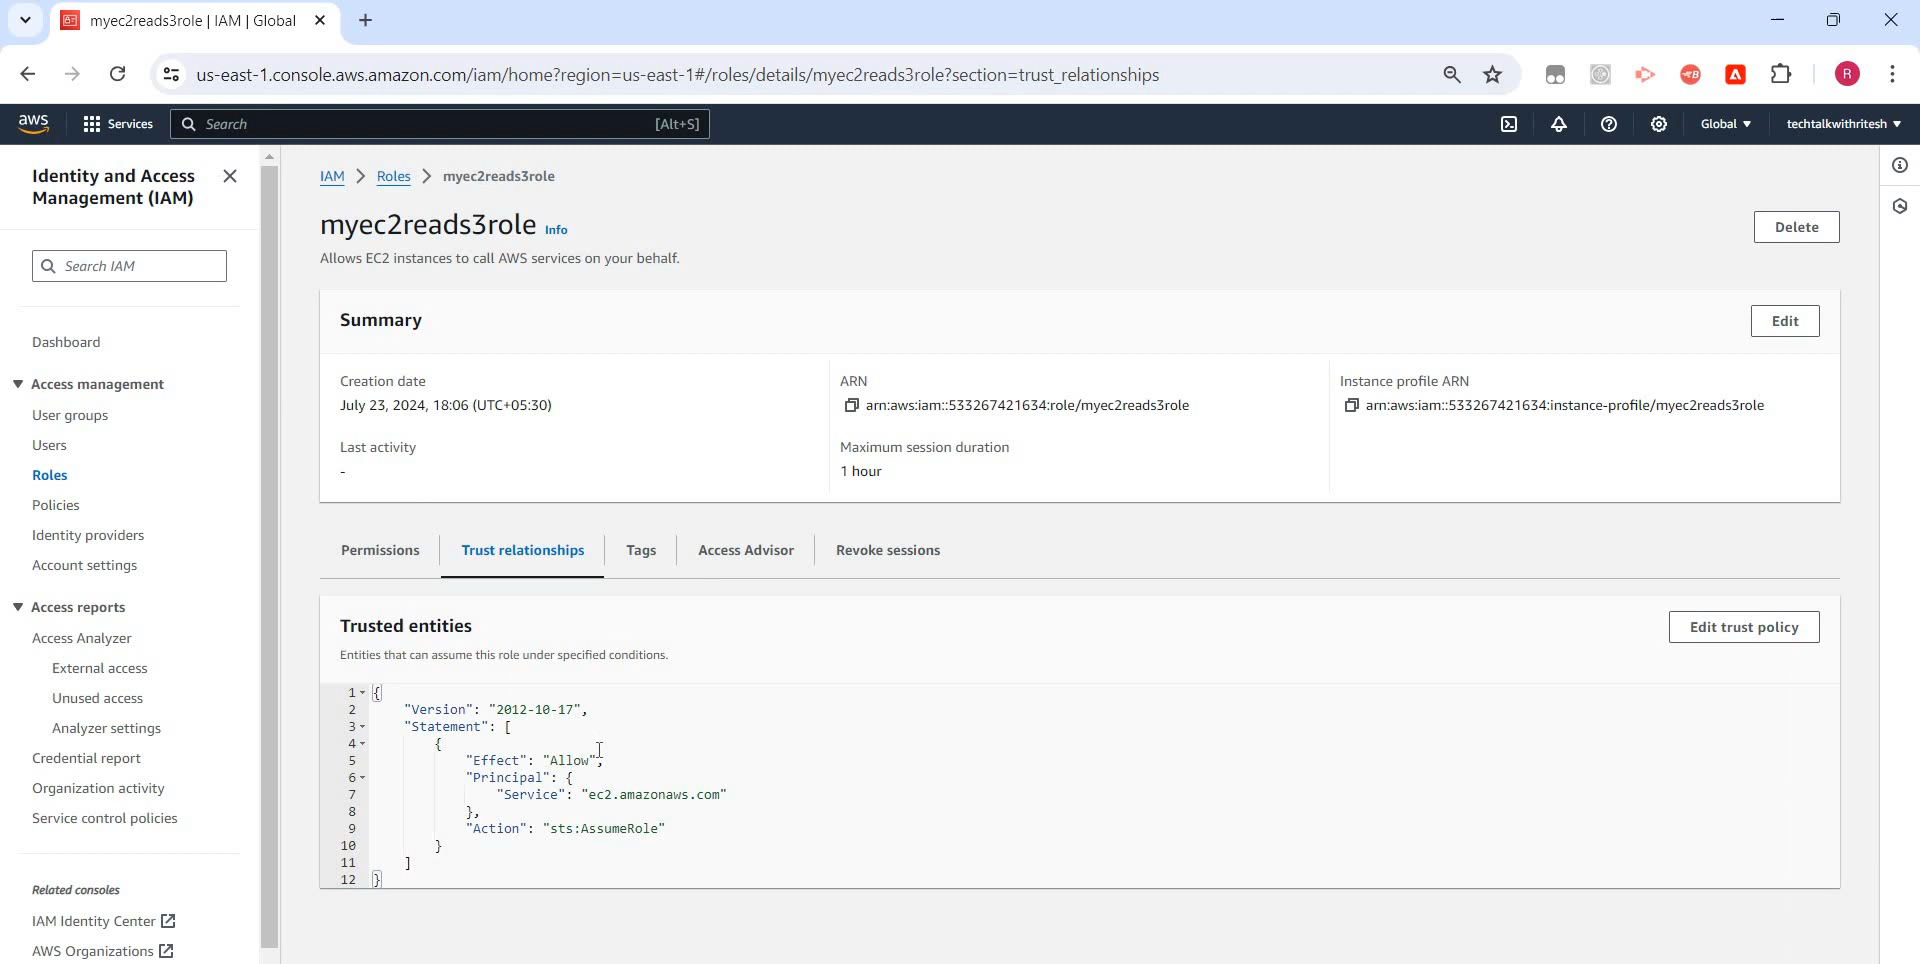 myec2reads3role | IAM | Global
us-east-1.console.aws.amazon.com/iam/home?region=us-east-1#/roles/details/myec2reads3role?section=trust_relationships
R
aws
Services
Search
[Alt+S]
Global
techtalkwithritesh
Identity and Access Management (IAM)
Search IAM
Dashboard
Access management
User groups
Users
Roles
Policies
Identity providers
Account settings
Access reports
Access Analyzer
External access
Unused access
Analyzer settings
Credential report
Organization activity
Service control policies
Related consoles
IAM Identity Center
AWS Organizations
IAM > Roles > myec2reads3role
myec2reads3role Info
Delete
Allows EC2 instances to call AWS services on your behalf.
Summary
Edit
Creation date
July 23, 2024, 18:06 (UTC+05:30)
Last activity
-
ARN
arn:aws:iam::533267421634:role/myec2reads3role
Maximum session duration
1 hour
Instance profile ARN
arn:aws:iam::533267421634:instance-profile/myec2reads3role
Permissions
Trust relationships
Tags
Access Advisor
Revoke sessions
Trusted entities
Edit trust policy
Entities that can assume this role under specified conditions.
1 {
2 "Version": "2012-10-17",
3 "Statement": [
4 {
5 "Effect": "Allow",
6 "Principal": {
7 "Service": "ec2.amazonaws.com"
8 },
9 "Action": "sts:AssumeRole"
10 }
11 ]
12 }